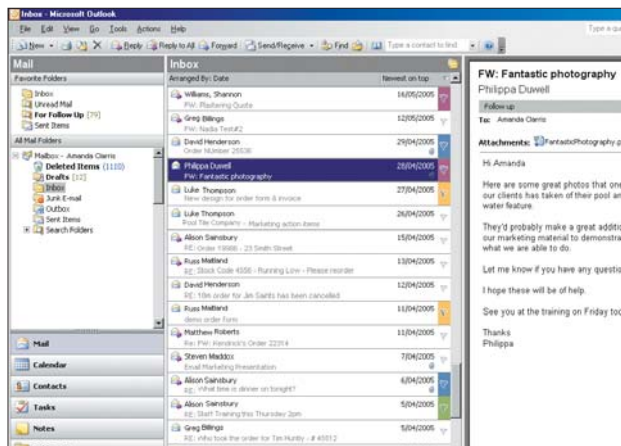 Inbox - Microsoft Outlook
File Edit View Go Tools Actions Help
Type a qu
New Reply Reply to All Forward Send/Receive Find Type a contact to find
Mail
Favorite Folders
Inbox
Unread Mail
For Follow Up [79]
Sent Items
All Mail Folders
Mailbox - Amanda Clarris
Deleted Items (1110)
Drafts [12]
Inbox
Junk E-mail
Outbox
Sent Items
Search Folders
Mail
Calendar
Contacts
Tasks
Notes
Inbox
Arranged By: Date Newest on top
Williams, Shannon 16/05/2005
FW: Plastering Quote
Greg Billings 12/05/2005
FW: Nadia Test#2
David Henderson 29/04/2005
Order Number 25538
Philippa Duwell 28/04/2005
FW: Fantastic photography
Luke Thompson 27/04/2005
New design for order form & invoice
Luke Thompson 26/04/2005
Pool Tile Company - Marketing action items
Alison Sainsbury 15/04/2005
RE: Order 19986 - 23 Smith Street
Russ Maitland 13/04/2005
RE: Stock Code 4358 - Running Low - Please reorder
David Henderson 12/04/2005
RE: 10m order for Jim Saints has been cancelled
Russ Maitland 11/04/2005
demo order form
Matthew Roberts 11/04/2005
Re: FW: Kendrick's Order 22314
Steven Maddox 7/04/2005
Email Marketing Presentation
Alison Sainsbury 6/04/2005
RE: What time is dinner on tonight?
Alison Sainsbury 5/04/2005
RE: Staff Training this Thursday 2pm
Greg Billings 5/04/2005
RE: Who took the order for Tim Huntly - # 45812
FW: Fantastic photography
Philippa Duwell
Follow up
To: Amanda Clarris
Attachments: FantasticPhotography.p
Hi Amanda
Here are some great photos that one
our clients has taken of their pool an
water feature.
They'd probably make a great additio
our marketing material to demonstra
what we are able to do.
Let me know if you have any questio
I hope these will be of help.
See you at the training on Friday too
Thanks
Philippa